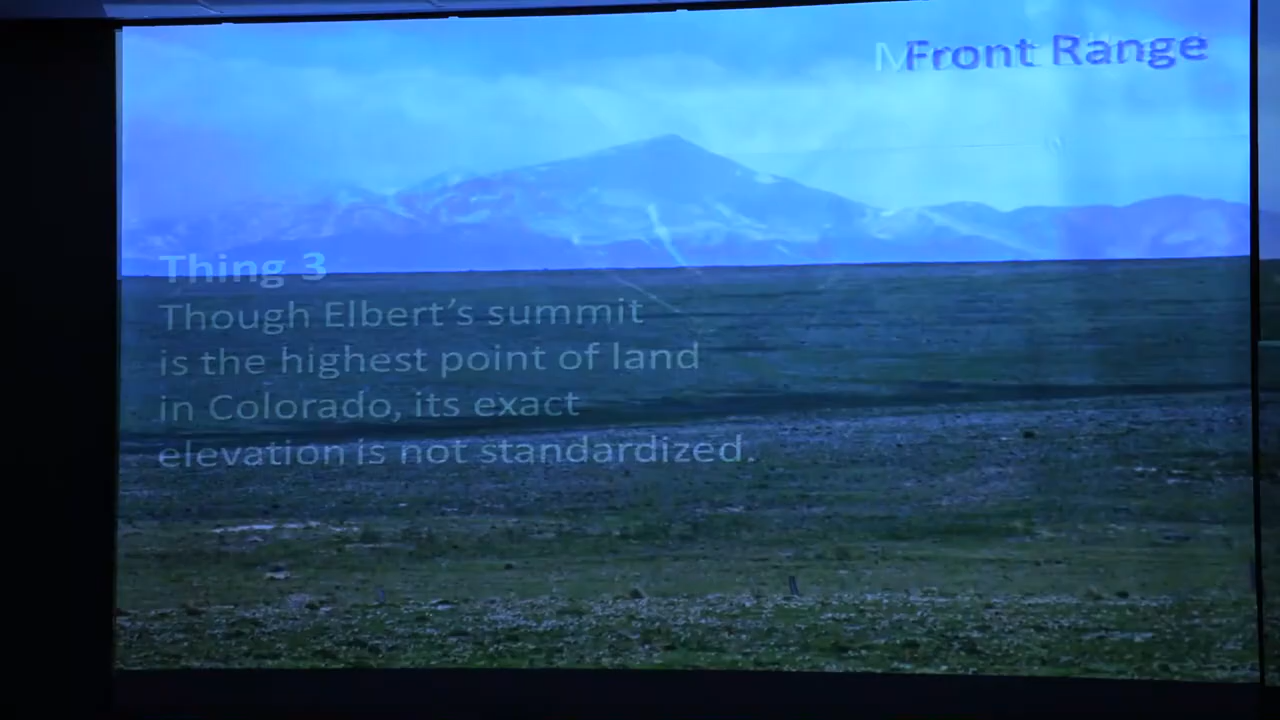 Front Range
Thing 3
Though Elbert's summit
is the highest point of land
in Colorado, its exact
elevation is not standardized.